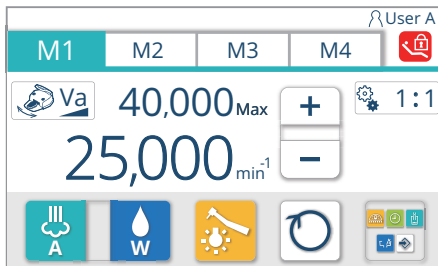 User A
M1 M2 M3 M4
Va 40,000 Max + 1:1
25,000 min-1 −
A W